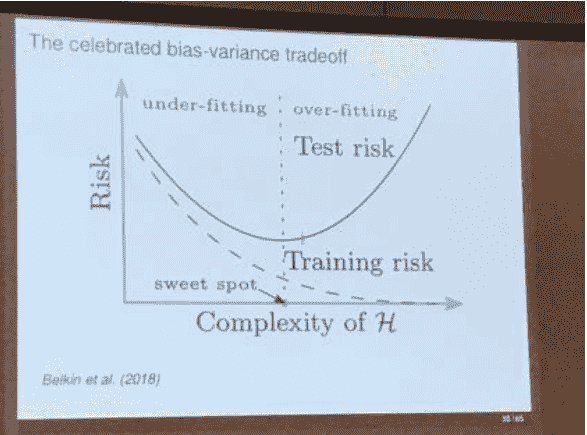 The celebrated bias-variance tradeoff
under-fitting
over-fitting
Test risk
Risk
Training risk
sweet spot
Complexity of H
Belkin et al. (2018)